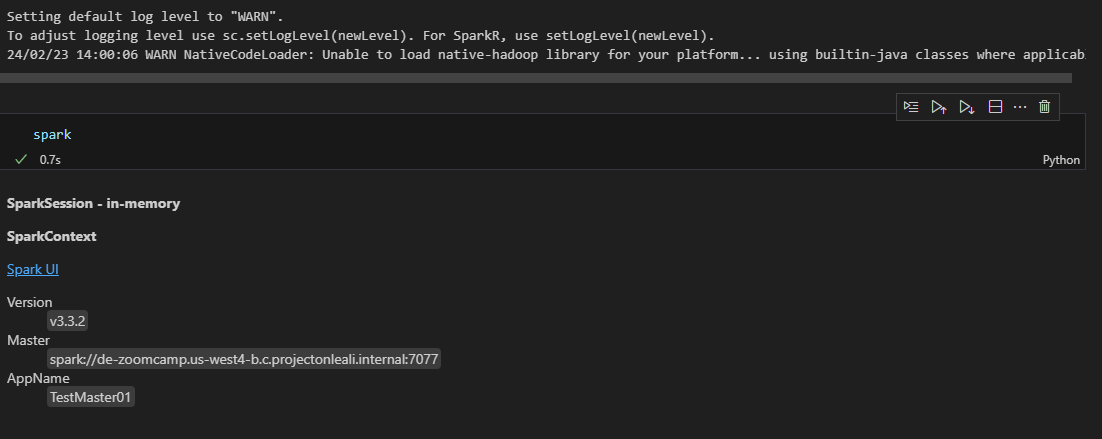 Setting default log level to "WARN".
To adjust logging level use sc.setLogLevel(newLevel). For SparkR, use setLogLevel(newLevel).
24/02/23 14:00:06 WARN NativeCodeLoader: Unable to load native-hadoop library for your platform... using builtin-java classes where applicab
spark
0.7s
Python
SparkSession - in-memory
SparkContext
Spark UI
Version
v3.3.2
Master
spark://de-zoomcamp.us-west4-b.c.projectonleali.internal:7077
AppName
TestMaster01